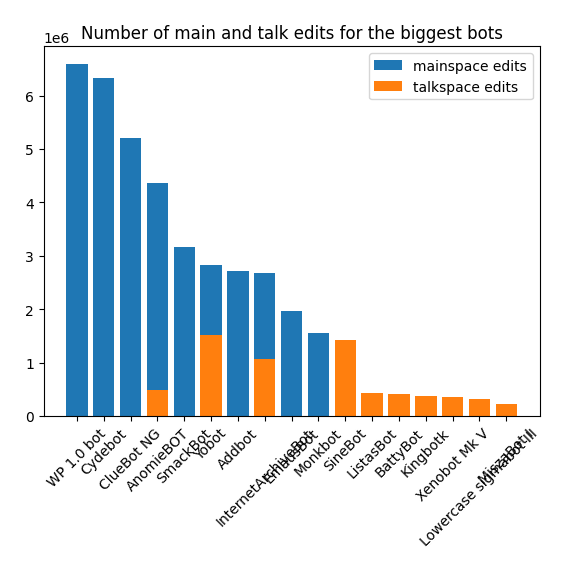 Number of main and talk edits for the biggest bots
1e6
mainspace edits
talkspace edits
6
5
4
3
2
1
0
WP 1.0 bot
Cydebot
ClueBot NG
AnomieBOT
SmackBot
Yobot
Addbot
InternetArchiveBot
EmausBot
Monkbot
SineBot
ListasBot
BattyBot
Kingbotk
Xenobot Mk V
Lowercase sigmabot III
MiszaBot I